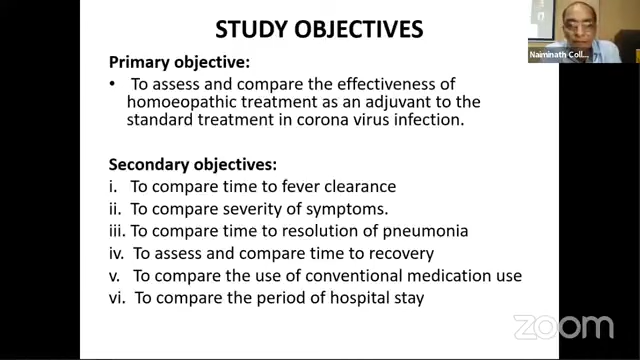 STUDY OBJECTIVES
Primary objective:
• To assess and compare the effectiveness of
homoeopathic treatment as an adjuvant to the
standard treatment in corona virus infection.
Secondary objectives:
i. To compare time to fever clearance
ii. To compare severity of symptoms.
iii. To compare time to resolution of pneumonia
iv. To assess and compare time to recovery
v. To compare the use of conventional medication use
vi. To compare the period of hospital stay
Naiminath Coll...
zoom